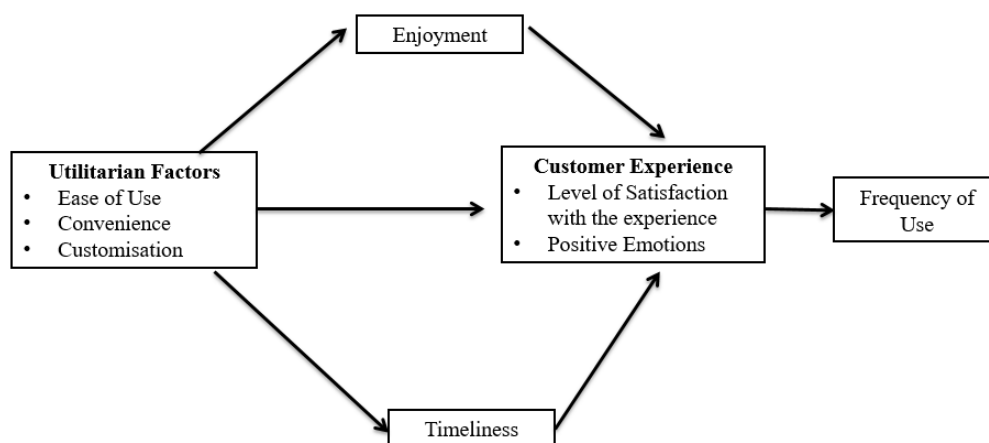 Enjoyment
Utilitarian Factors
• Ease of Use
• Convenience
• Customisation
Customer Experience
• Level of Satisfaction
with the experience
• Positive Emotions
Frequency of
Use
Timeliness